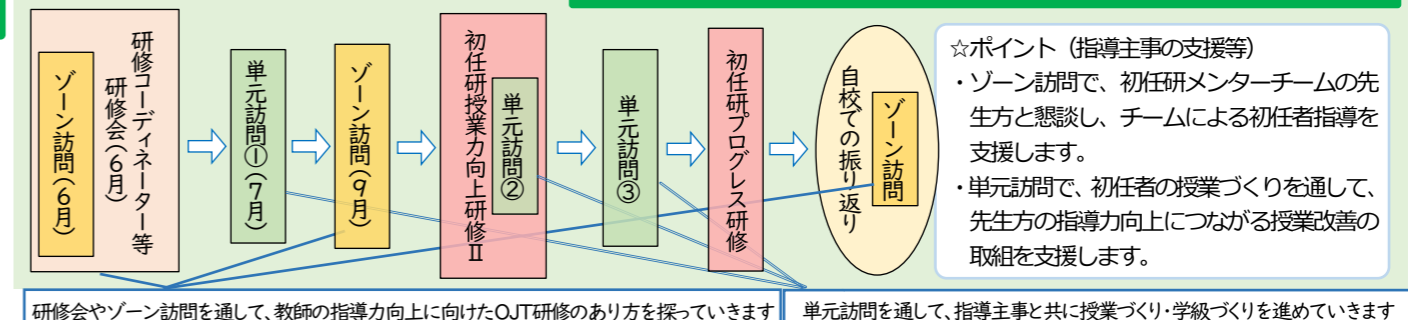 研修コーディネーター等
研修会(6月)
ゾーン訪問(6月)
単元訪問①(7月)
ゾーン訪問(9月)
初任研授業力向上研修Ⅱ
単元訪問②
単元訪問③
初任研プログレス研修
自校での振り返り
ゾーン訪問
☆ポイント（指導主事の支援等）
・ゾーン訪問で、初任研メンターチームの先
生方と懇談し、チームによる初任者指導を
支援します。
・単元訪問で、初任者の授業づくりを通して、
先生方の指導力向上につながる授業改善の
取組を支援します。
研修会やゾーン訪問を通して、教師の指導力向上に向けたOJT研修のあり方を探っていきます
単元訪問を通して、指導主事と共に授業づくり・学級づくりを進めていきます